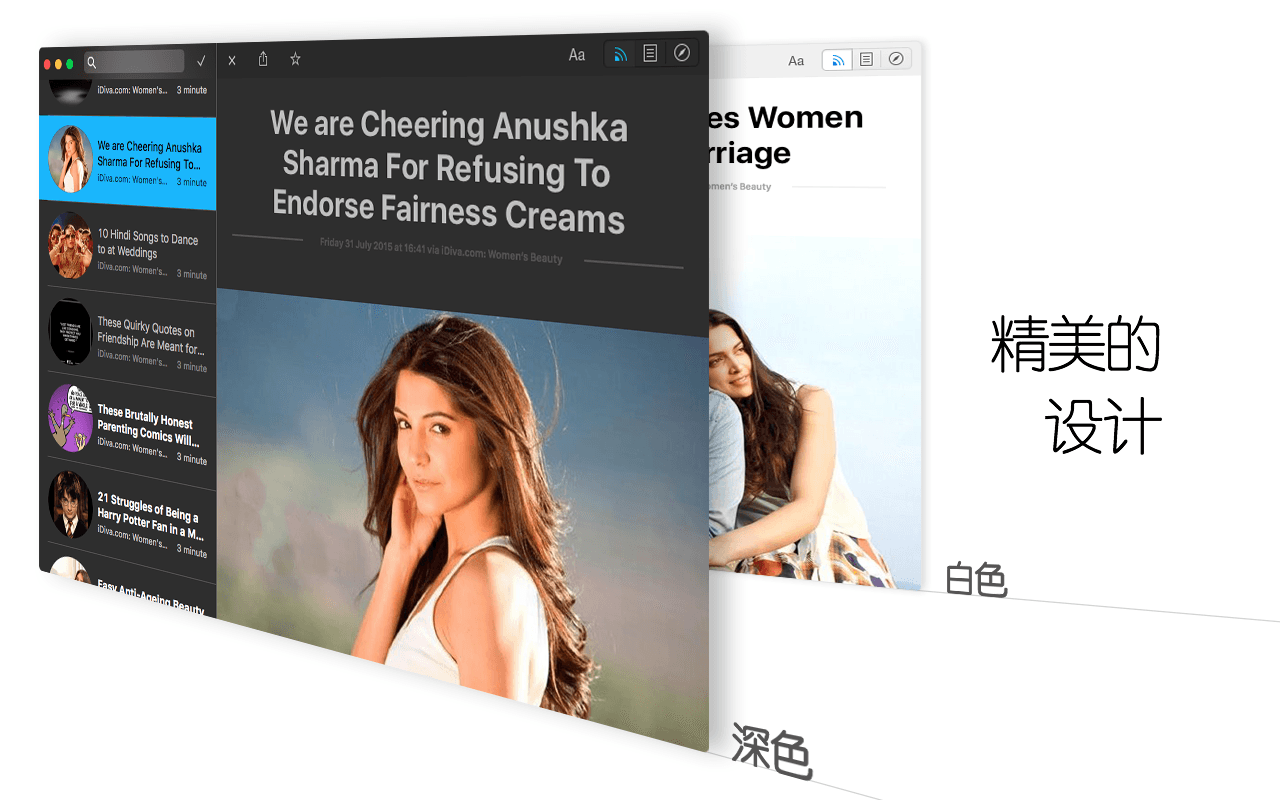 iDiva.com: Women's... 3 minute
We are Cheering Anushka
Sharma For Refusing To...
iDiva.com: Women's... 3 minute
10 Hindi Songs to Dance
to at Weddings
iDiva.com: Women's... 3 minute
These Quirky Quotes on
Friendship Are Meant for...
iDiva.com: Women's... 3 minute
These Brutally Honest
Parenting Comics Will...
iDiva.com: Women's... 3 minute
21 Struggles of Being a
Harry Potter Fan in a M...
iDiva.com: Women's... 3 minute
Easy Anti-Ageing Beauty
Aa
We are Cheering Anushka
Sharma For Refusing To
Endorse Fairness Creams
Friday 31 July 2015 at 16:41 via iDiva.com: Women's Beauty
Aa
es Women
rriage
omen's Beauty
精美的
设计
白色
深色